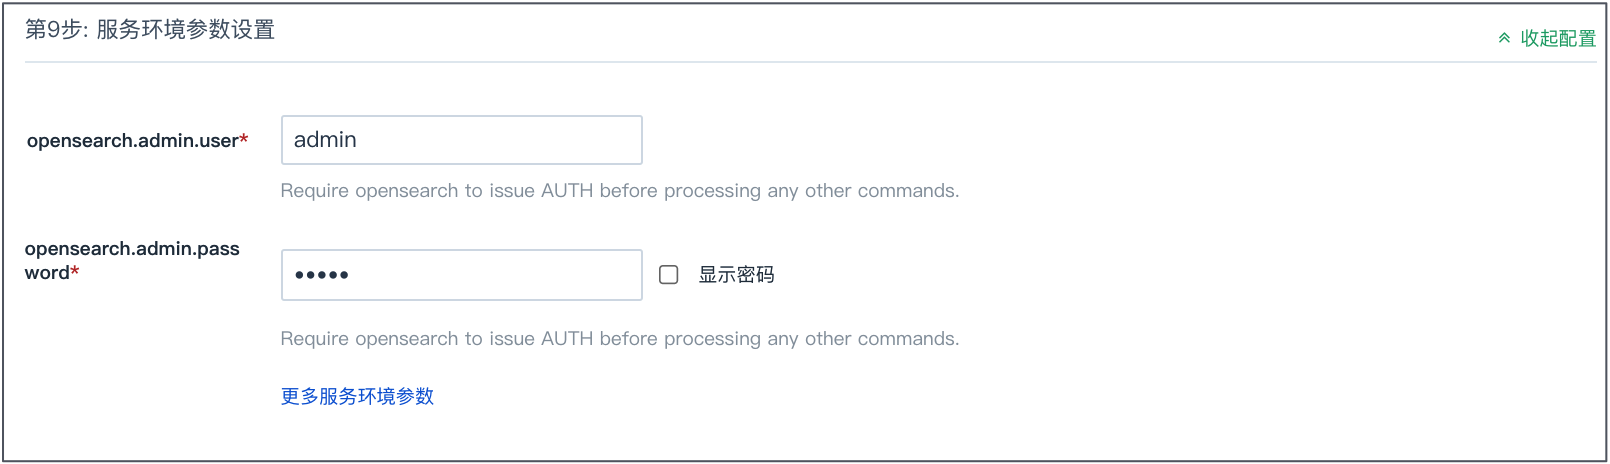 第9步: 服务环境参数设置
收起配置
opensearch.admin.user*
admin
Require opensearch to issue AUTH before processing any other commands.
opensearch.admin.pass
word*
•••••
显示密码
Require opensearch to issue AUTH before processing any other commands.
更多服务环境参数